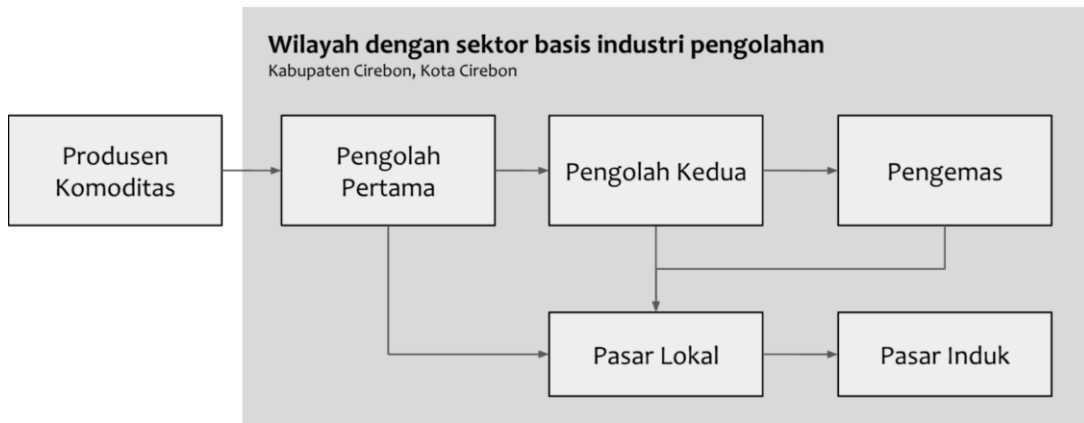 Wilayah dengan sektor basis industri pengolahan
Kabupaten Cirebon, Kota Cirebon
Produsen
Komoditas
Pengolah
Pertama
Pengolah Kedua
Pengemas
Pasar Lokal
Pasar Induk